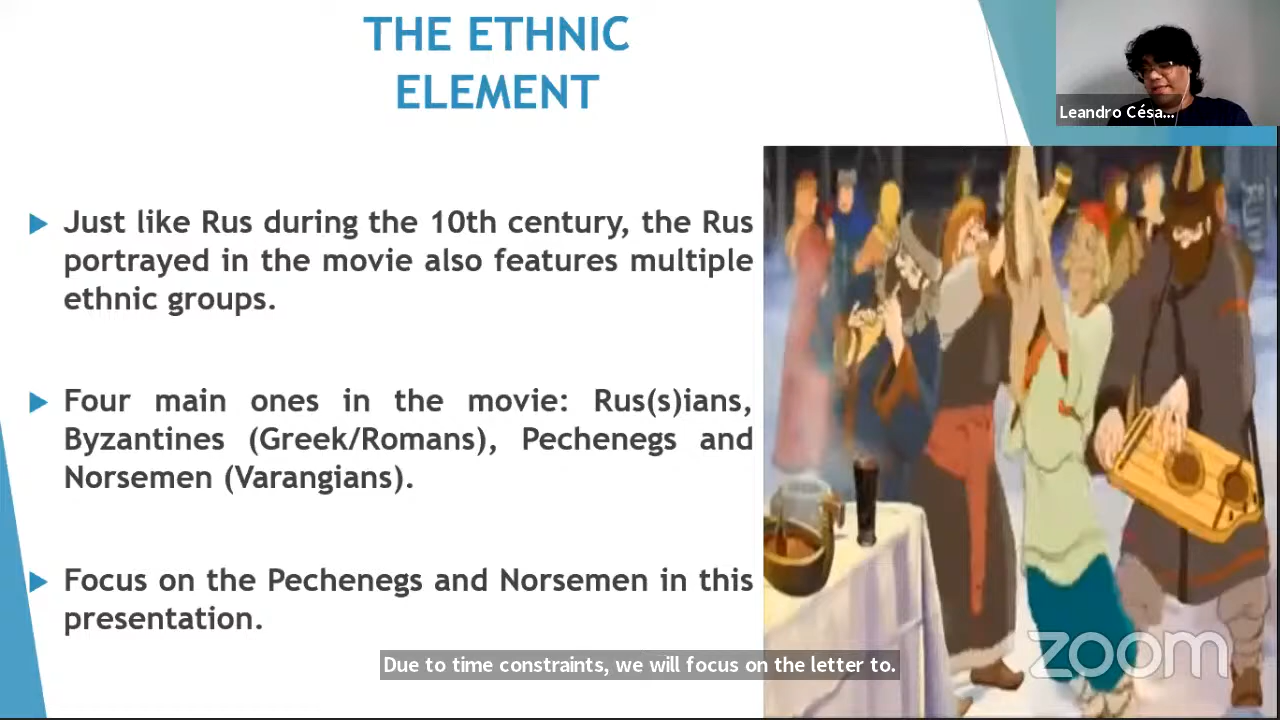 THE ETHNIC
ELEMENT
Leandro Césa...
Just like Rus during the 10th century, the Rus
portrayed in the movie also features multiple
ethnic groups.
Four main ones in the movie: Rus(s)ians,
Byzantines (Greek/Romans), Pechenegs and
Norsemen (Varangians).
Focus on the Pechenegs and Norsemen in this
presentation.
Due to time constraints, we will focus on the letter to.
zoom